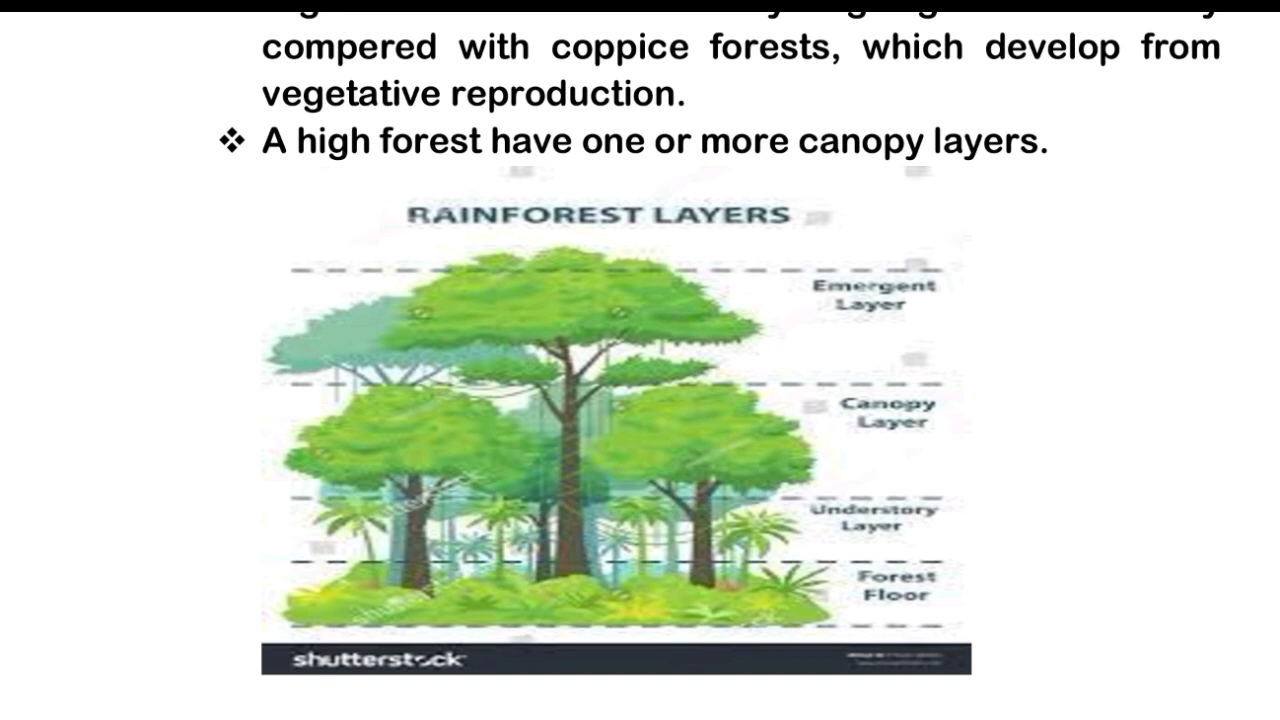 compered with coppice forests, which develop from
vegetative reproduction.
❖ A high forest have one or more canopy layers.
RAINFOREST LAYERS
Emergent
Layer
Canopy
Layer
Understory
Layer
Forest
Floor
shutterstock